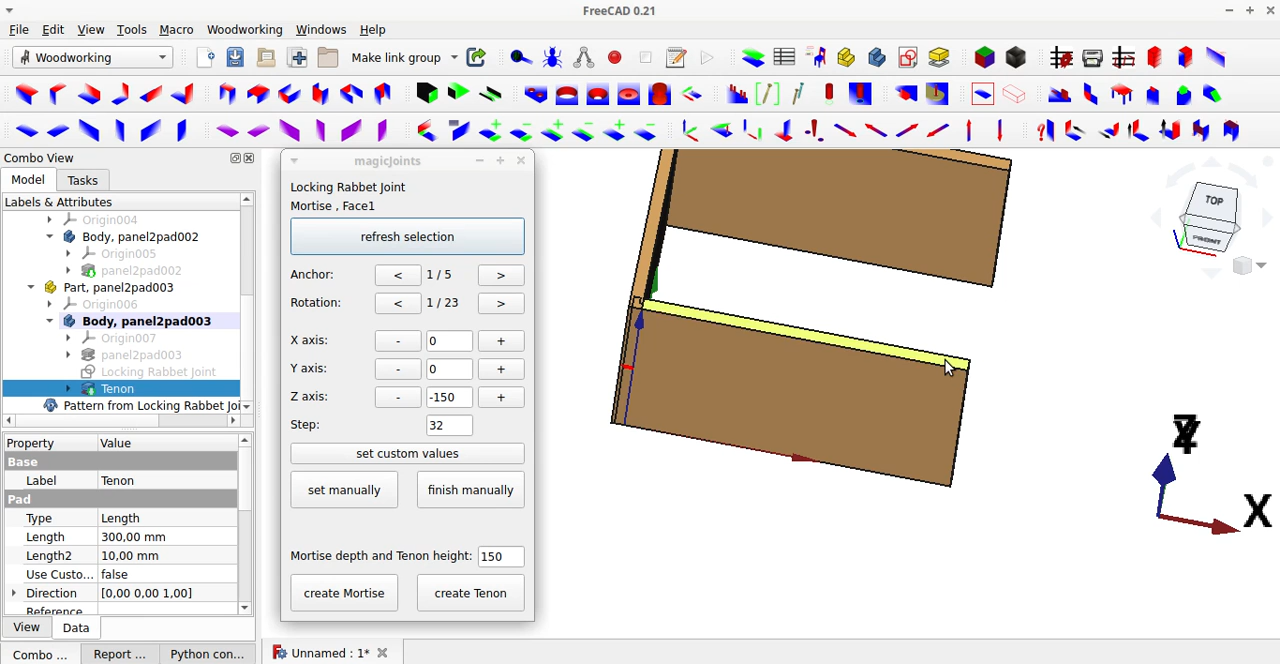 FreeCAD 0.21
File Edit View Tools Macro Woodworking Windows Help
Woodworking Make link group
Combo View
Model Tasks
Labels & Attributes
Origin004
Body, panel2pad002
Origin005
panel2pad002
Part, panel2pad003
Origin006
Body, panel2pad003
Origin007
panel2pad003
Locking Rabbet Joint
Tenon
Pattern from Locking Rabbet Joi
Property Value
Base
Label Tenon
Pad
Type Length
Length 300,00 mm
Length2 10,00 mm
Use Custo... false
Direction [0,00 0,00 1,00]
Reference
View Data
Combo ... Report ... Python con...
magicJoints
Locking Rabbet Joint
Mortise , Face1
refresh selection
Anchor: < 1 / 5 >
Rotation: < 1 / 23 >
X axis: - 0 +
Y axis: - 0 +
Z axis: - -150 +
Step: 32
set custom values
set manually finish manually
Mortise depth and Tenon height: 150
create Mortise create Tenon
TOP
FRONT
X
Unnamed : 1*